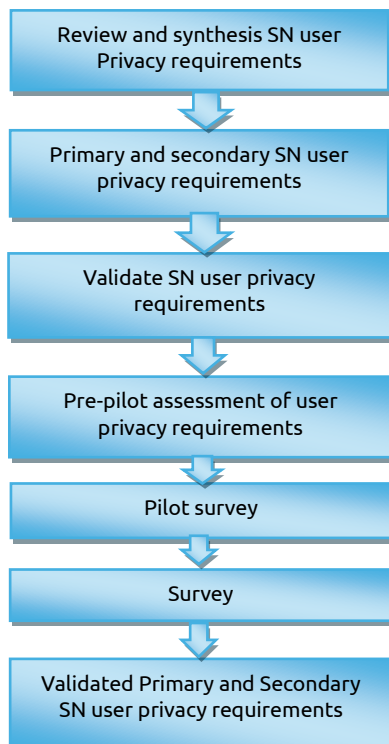 Review and synthesis SN user
Privacy requirements
Primary and secondary SN user
privacy requirements
Validate SN user privacy
requirements
Pre-pilot assessment of user
privacy requirements
Pilot survey
Survey
Validated Primary and Secondary
SN user privacy requirements